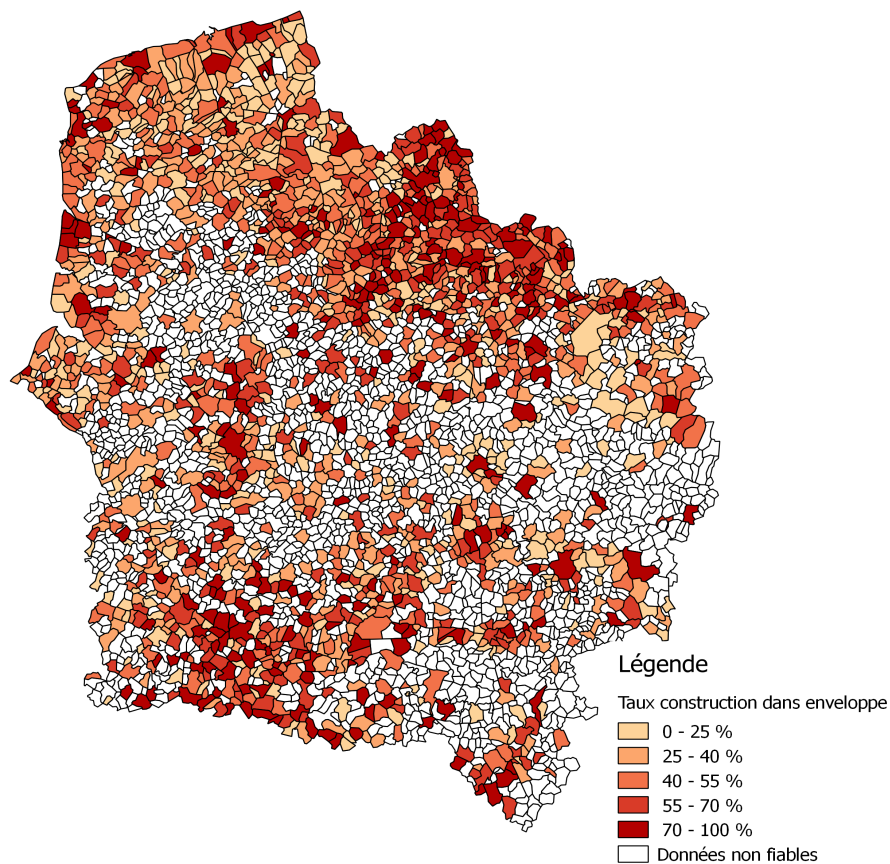 Légende
Taux construction dans enveloppe
0 - 25 %
25 - 40 %
40 - 55 %
55 - 70 %
70 - 100 %
Données non fiables